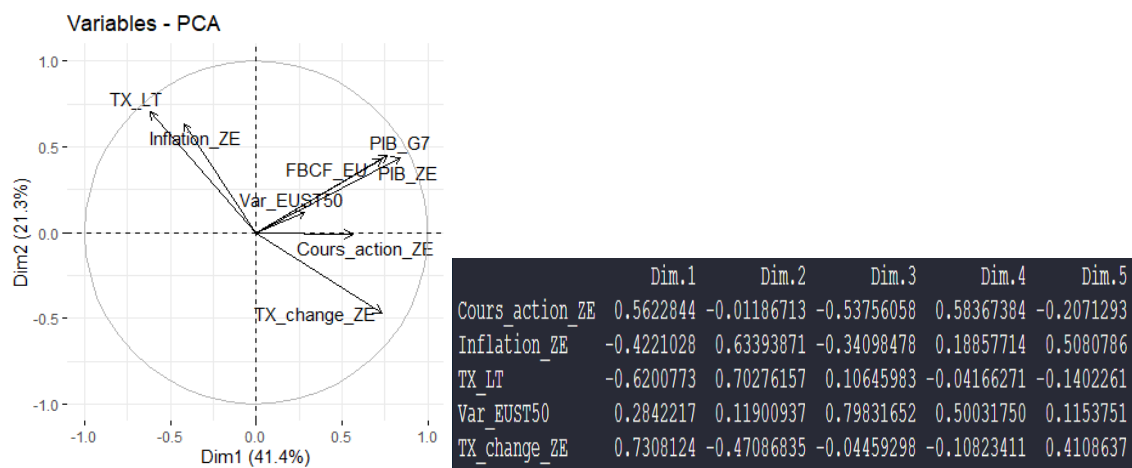 Variables - PCA
1.0
TX_LT
Inflation_ZE
PIB_G7
0.5
FBCF_EU
PIB_ZE
Var_EUST50
0.0
Cours_action_ZE
TX_change_ZE
-0.5
-1.0
-1.0 -0.5 0.0 0.5 1.0
Dim1 (41.4%)
Dim2 (21.3%)
Dim.1 Dim.2 Dim.3 Dim.4 Dim.5
Cours_action_ZE 0.5622844 -0.01186713 -0.53756058 0.58367384 -0.2071293
Inflation_ZE -0.4221028 0.63393871 -0.34098478 0.18857714 0.5080786
TX_LT -0.6200773 0.70276157 0.10645983 -0.04166271 -0.1402261
Var_EUST50 0.2842217 0.11900937 0.79831652 0.50031750 0.1153751
TX_change_ZE 0.7308124 -0.47086835 -0.04459298 -0.10823411 0.4108637